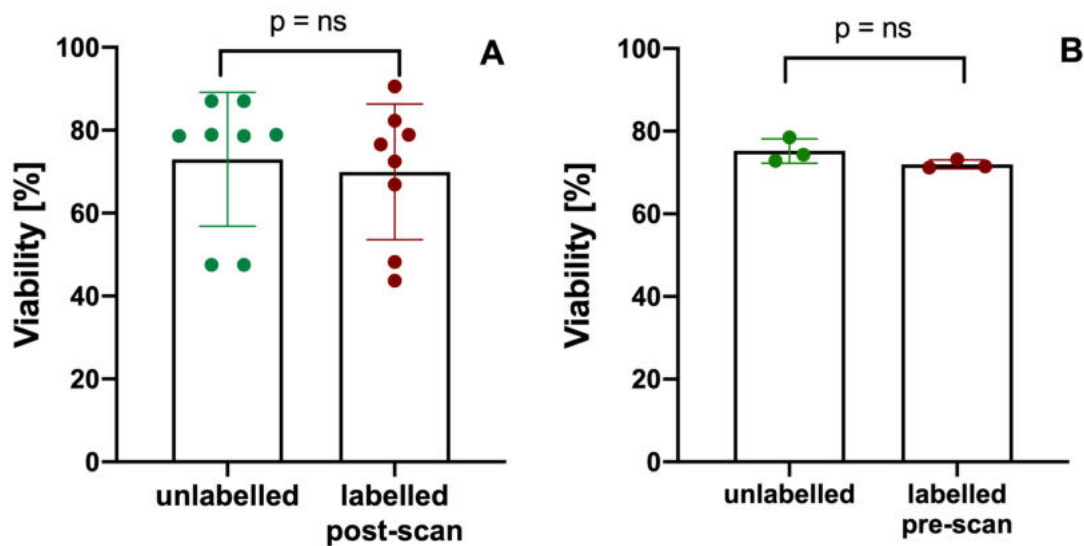 p = ns
A
Viability [%]
100
80
60
40
20
0
unlabelled
labelled
post-scan
p = ns
B
Viability [%]
100
80
60
40
20
0
unlabelled
labelled
pre-scan